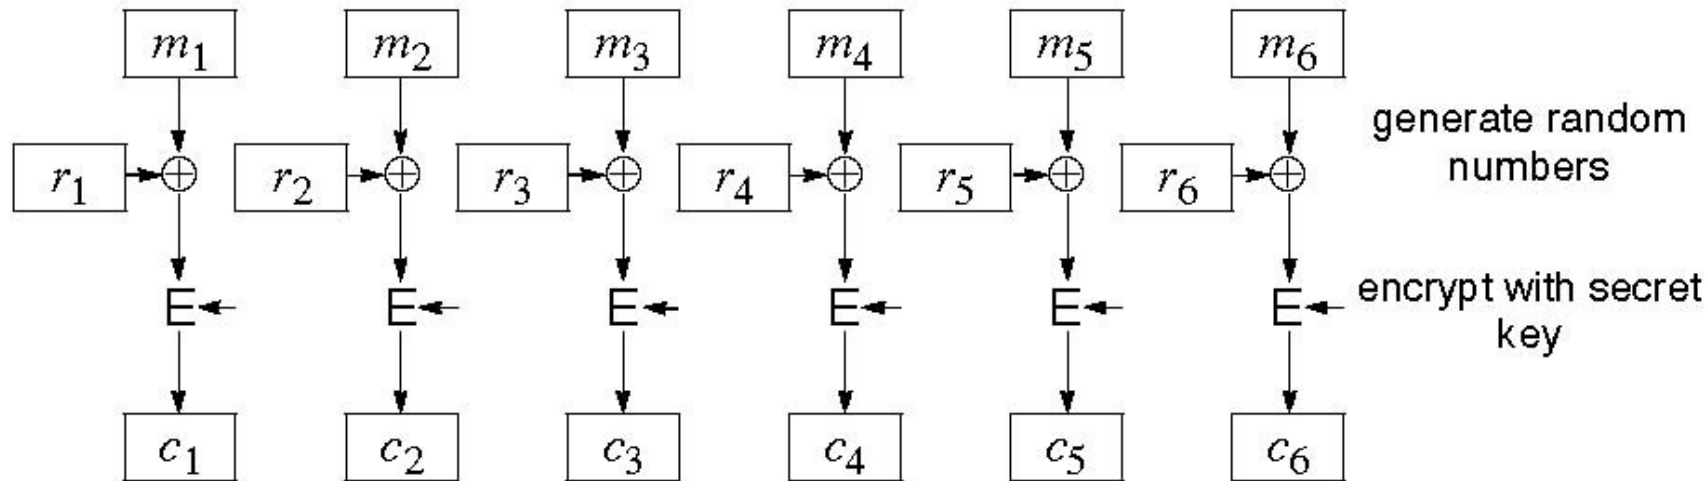 m1 m2 m3 m4 m5 m6
generate random
numbers
r1 r2 r3 r4 r5 r6
E E E E E E
encrypt with secret
key
c1 c2 c3 c4 c5 c6